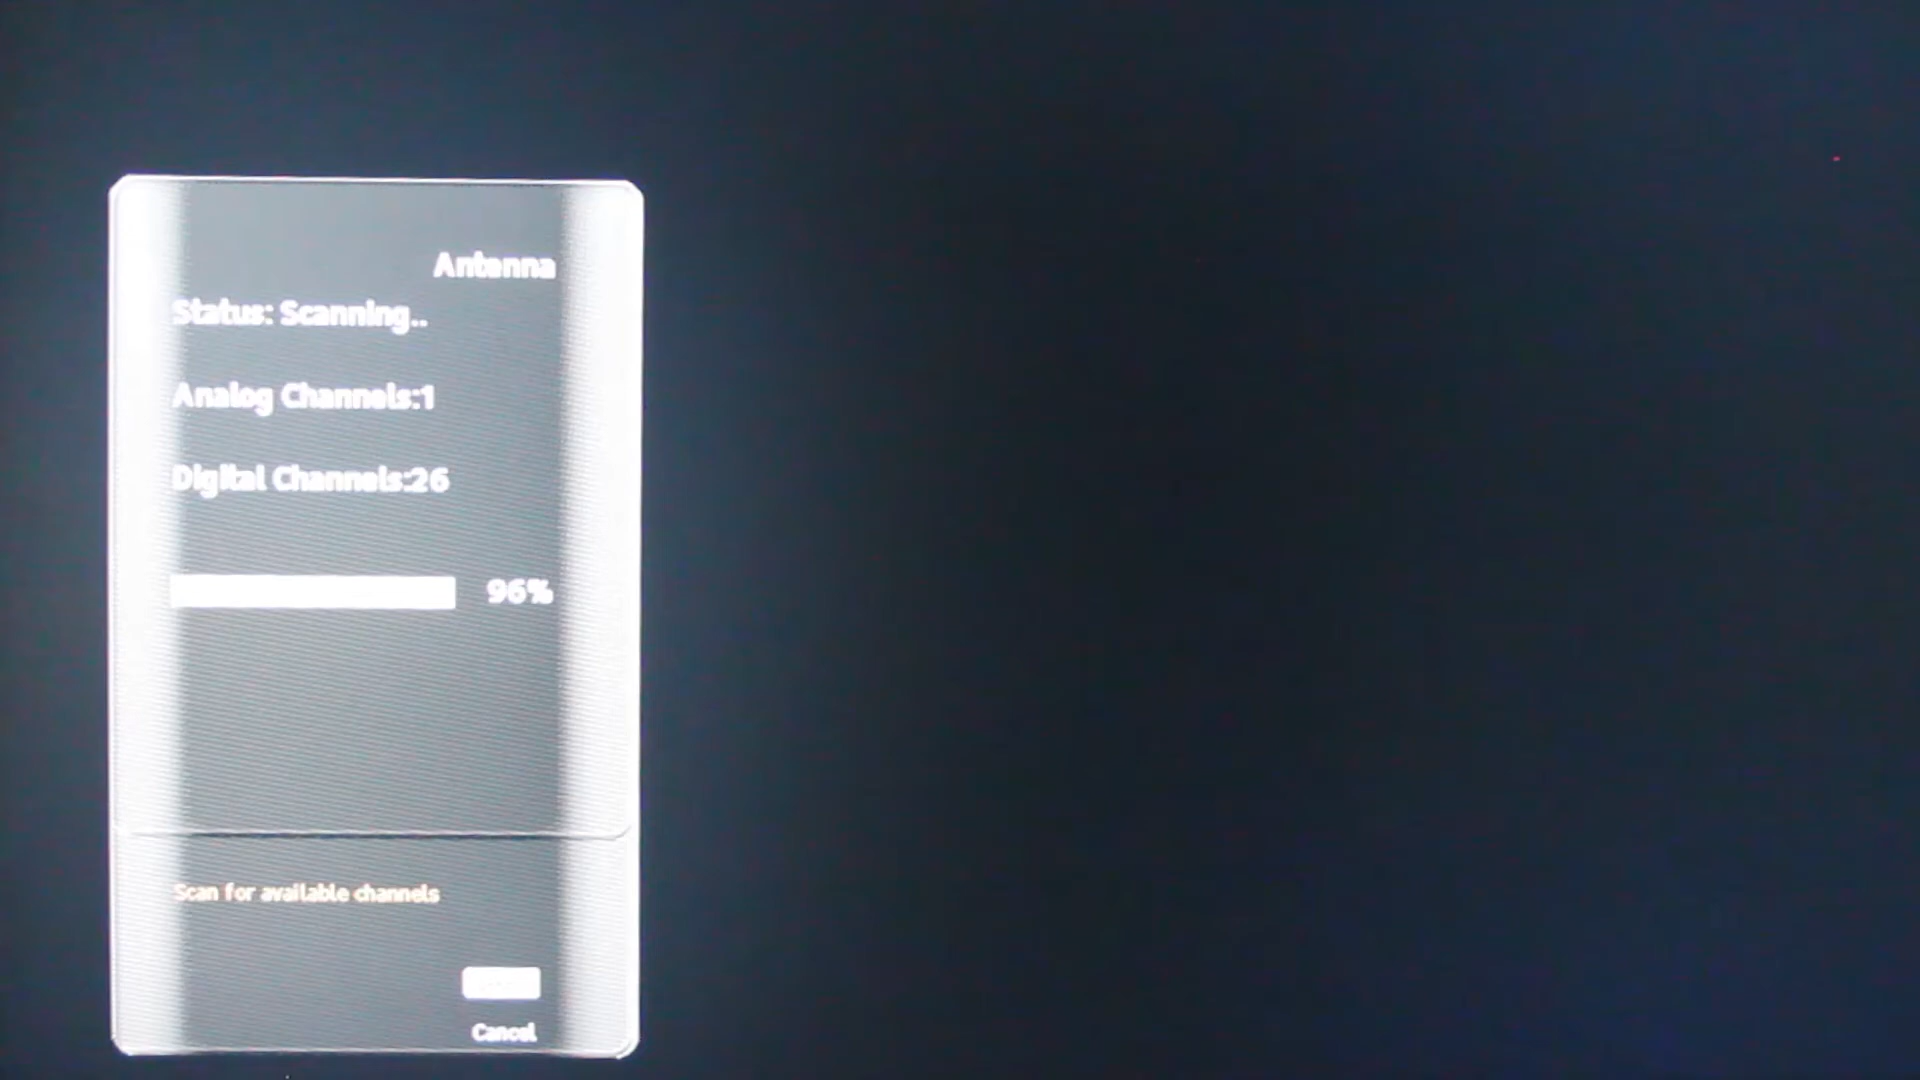 Antenna
Status: Scanning..
Analog Channels:1
Digital Channels:26
96%
Scan for available channels
Cancel